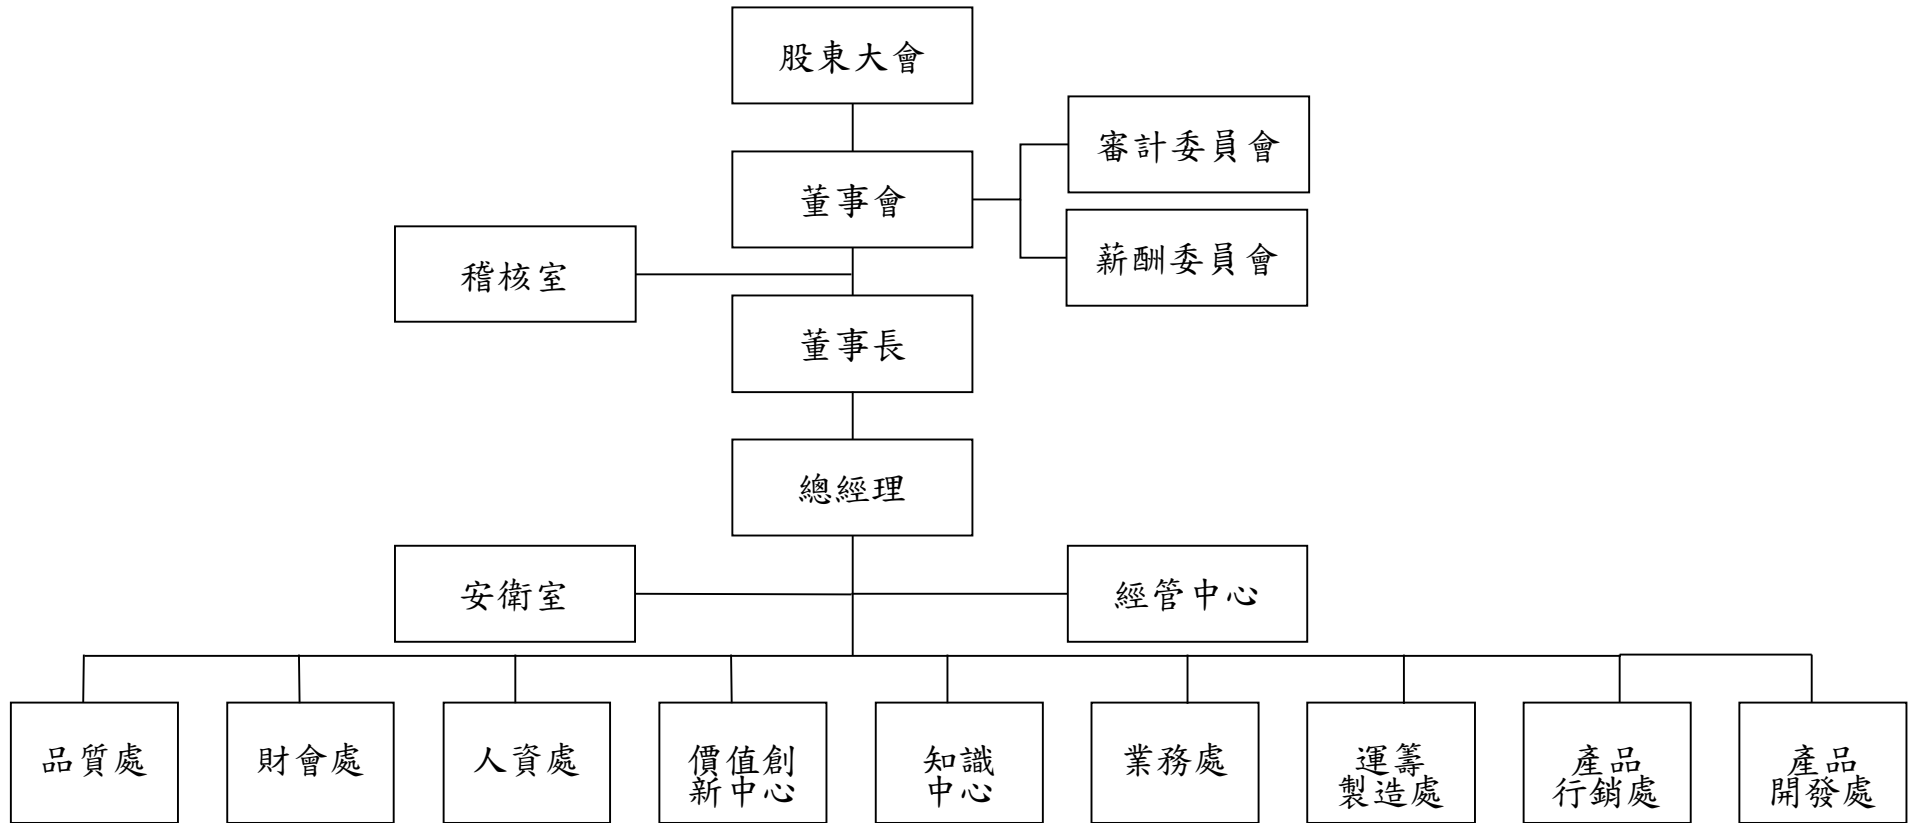 股東大會
審計委員會
董事會
薪酬委員會
稽核室
董事長
總經理
安衛室
經管中心
品質處
財會處
人資處
價值創
新中心
知識
中心
業務處
運籌
製造處
產品
行銷處
產品
開發處